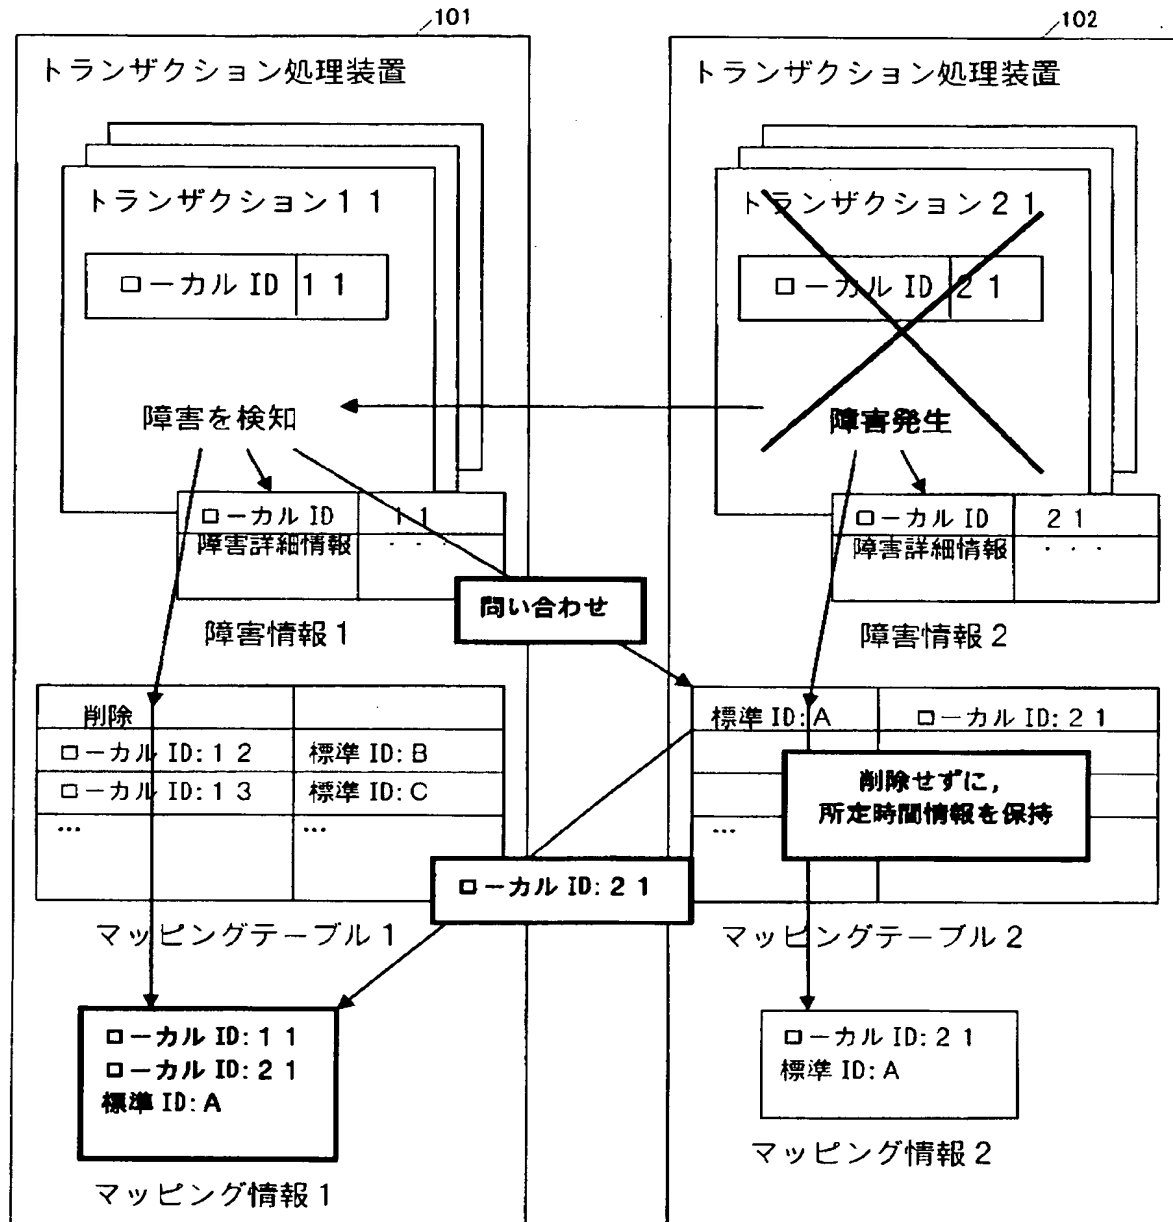 101
トランザクション処理装置
トランザクション11
ローカル ID 11
障害を検知
ローカル ID 11
障害詳細情報 ・・・
障害情報1
問い合わせ
削除
ローカル ID:12 標準 ID:B
ローカル ID:13 標準 ID:C
… …
マッピングテーブル1
ローカル ID:21
ローカル ID:11
ローカル ID:21
標準 ID:A
マッピング情報1
102
トランザクション処理装置
トランザクション21
ローカル ID 21
障害発生
ローカル ID 21
障害詳細情報 ・・・
障害情報2
標準 ID:A ローカル ID:21
削除せずに,
所定時間情報を保持
…
マッピングテーブル2
ローカル ID:21
標準 ID:A
マッピング情報2